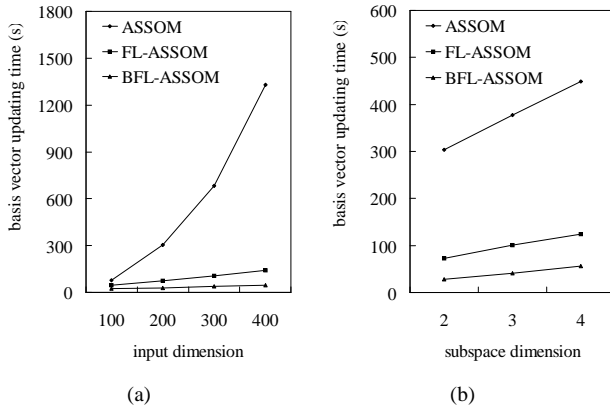 basis vector updating time (s)
1800
1500
1200
900
600
300
0
ASSOM
FL-ASSOM
BFL-ASSOM
100 200 300 400
input dimension
(a)
basis vector updating time (s)
600
500
400
300
200
100
0
ASSOM
FL-ASSOM
BFL-ASSOM
2 3 4
subspace dimension
(b)